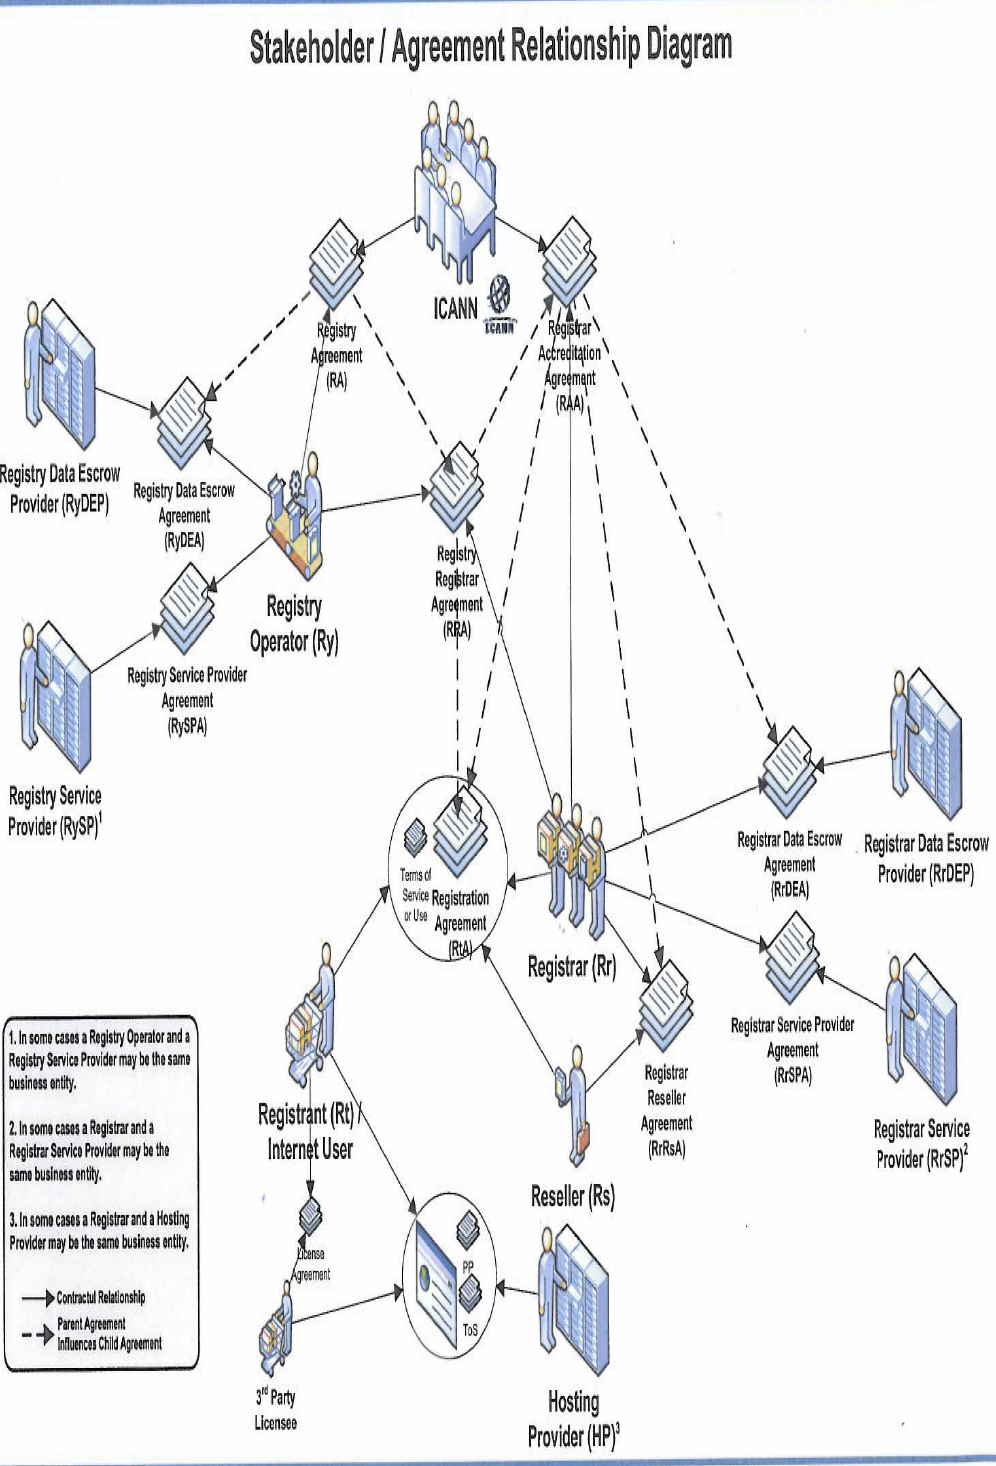 Stakeholder / Agreement Relationship Diagram
ICANN
ICANN
Registry
Agreement
(RA)
Registrar
Accreditation
Agreement
(RAA)
Registry Data Escrow
Provider (RyDEP)
Registry Data Escrow
Agreement
(RyDEA)
Registry
Operator (Ry)
Registry
Registrar
Agreement
(RRA)
Registry Service Provider
Agreement
(RySPA)
Registry Service
Provider (RySP)1
Terms of
Service
or Use
Registration
Agreement
(RtA)
Registrar (Rr)
Registrar Data Escrow
Agreement
(RrDEA)
Registrar Data Escrow
Provider (RrDEP)
Registrar Service Provider
Agreement
(RrSPA)
Registrar Service
Provider (RrSP)2
Registrar
Reseller
Agreement
(RrRsA)
Registrant (Rt) /
Internet User
Reseller (Rs)
License
Agreement
PP
ToS
3rd Party
Licensee
Hosting
Provider (HP)3
1. In some cases a Registry Operator and a
Registry Service Provider may be the same
business entity.
2. In some cases a Registrar and a
Registrar Service Provider may be the
same business entity.
3. In some cases a Registrar and a Hosting
Provider may be the same business entity.
Contractul Relationship
Parent Agreement
Influences Child Agreement